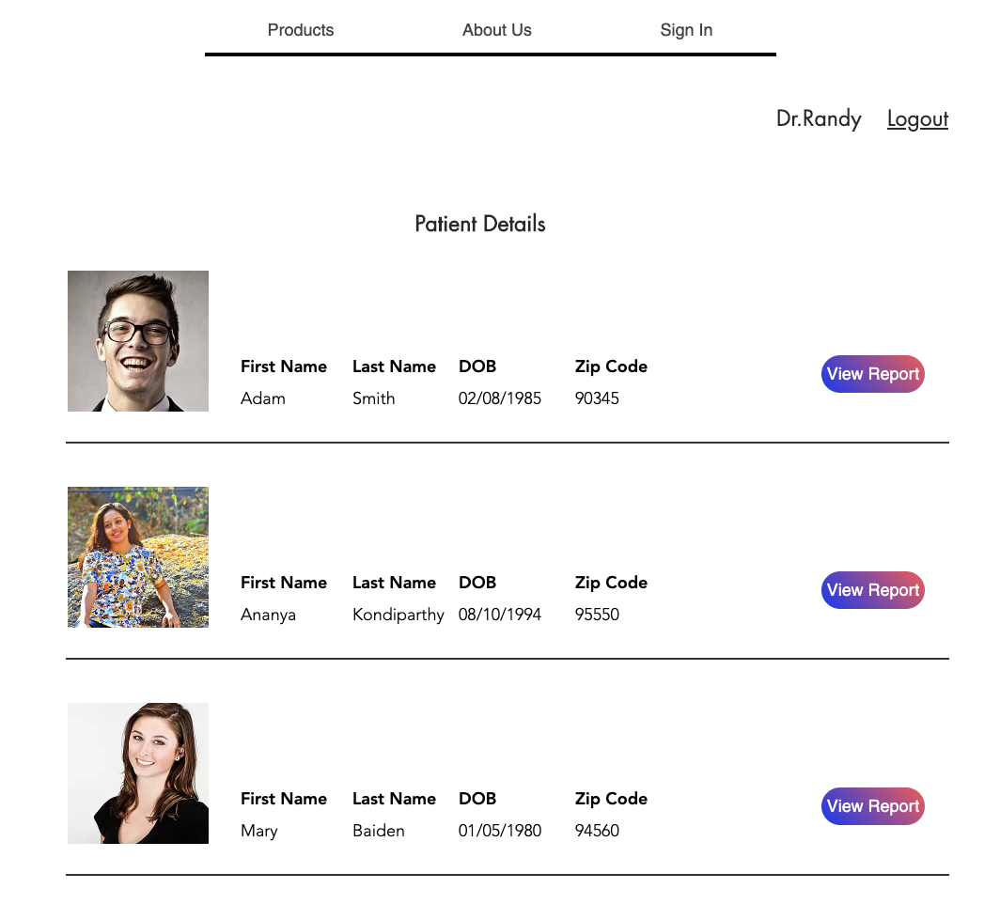 Products About Us Sign In
Dr.Randy Logout
Patient Details
First Name Last Name DOB Zip Code
View Report
Adam Smith 02/08/1985 90345
First Name Last Name DOB Zip Code
View Report
Ananya Kondiparthy 08/10/1994 95550
First Name Last Name DOB Zip Code
View Report
Mary Baiden 01/05/1980 94560